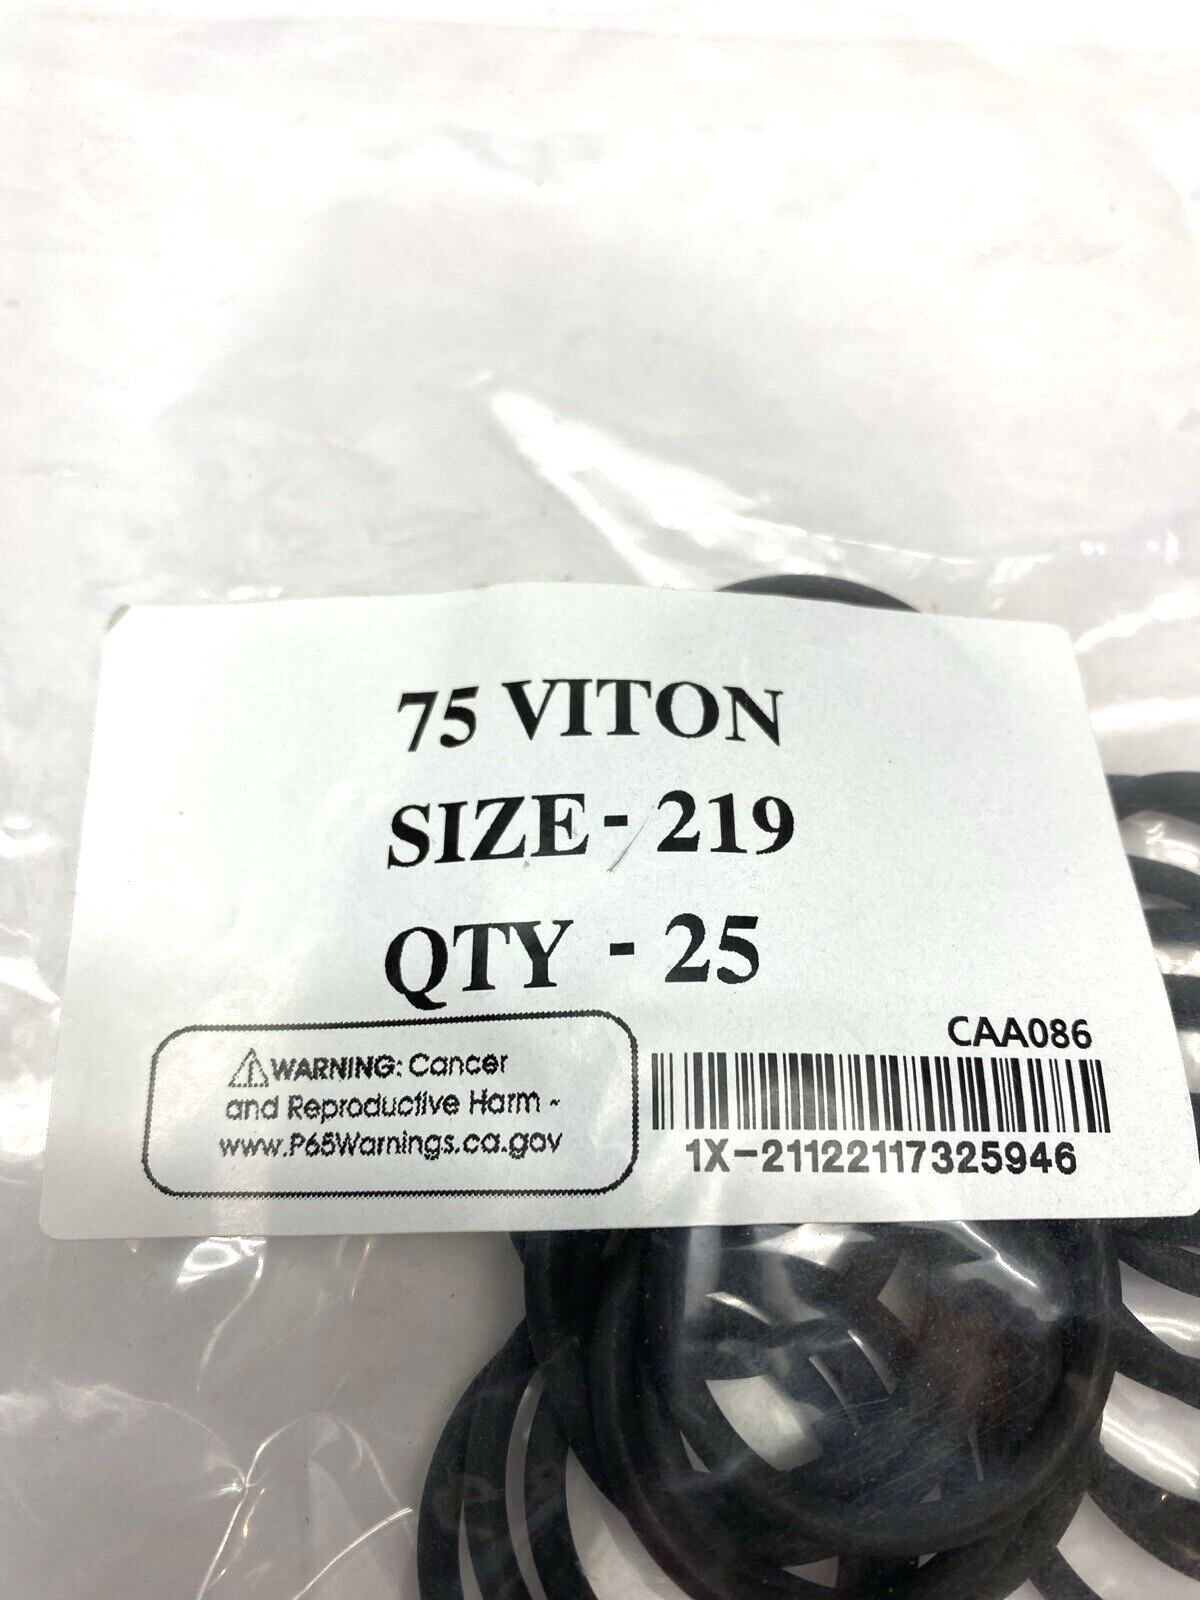 75 VITON
SIZE - 219
QTY - 25
CAA086
WARNING: Cancer
and Reproductive Harm -
www.P65Warnings.ca.gov
1X-21122117325946